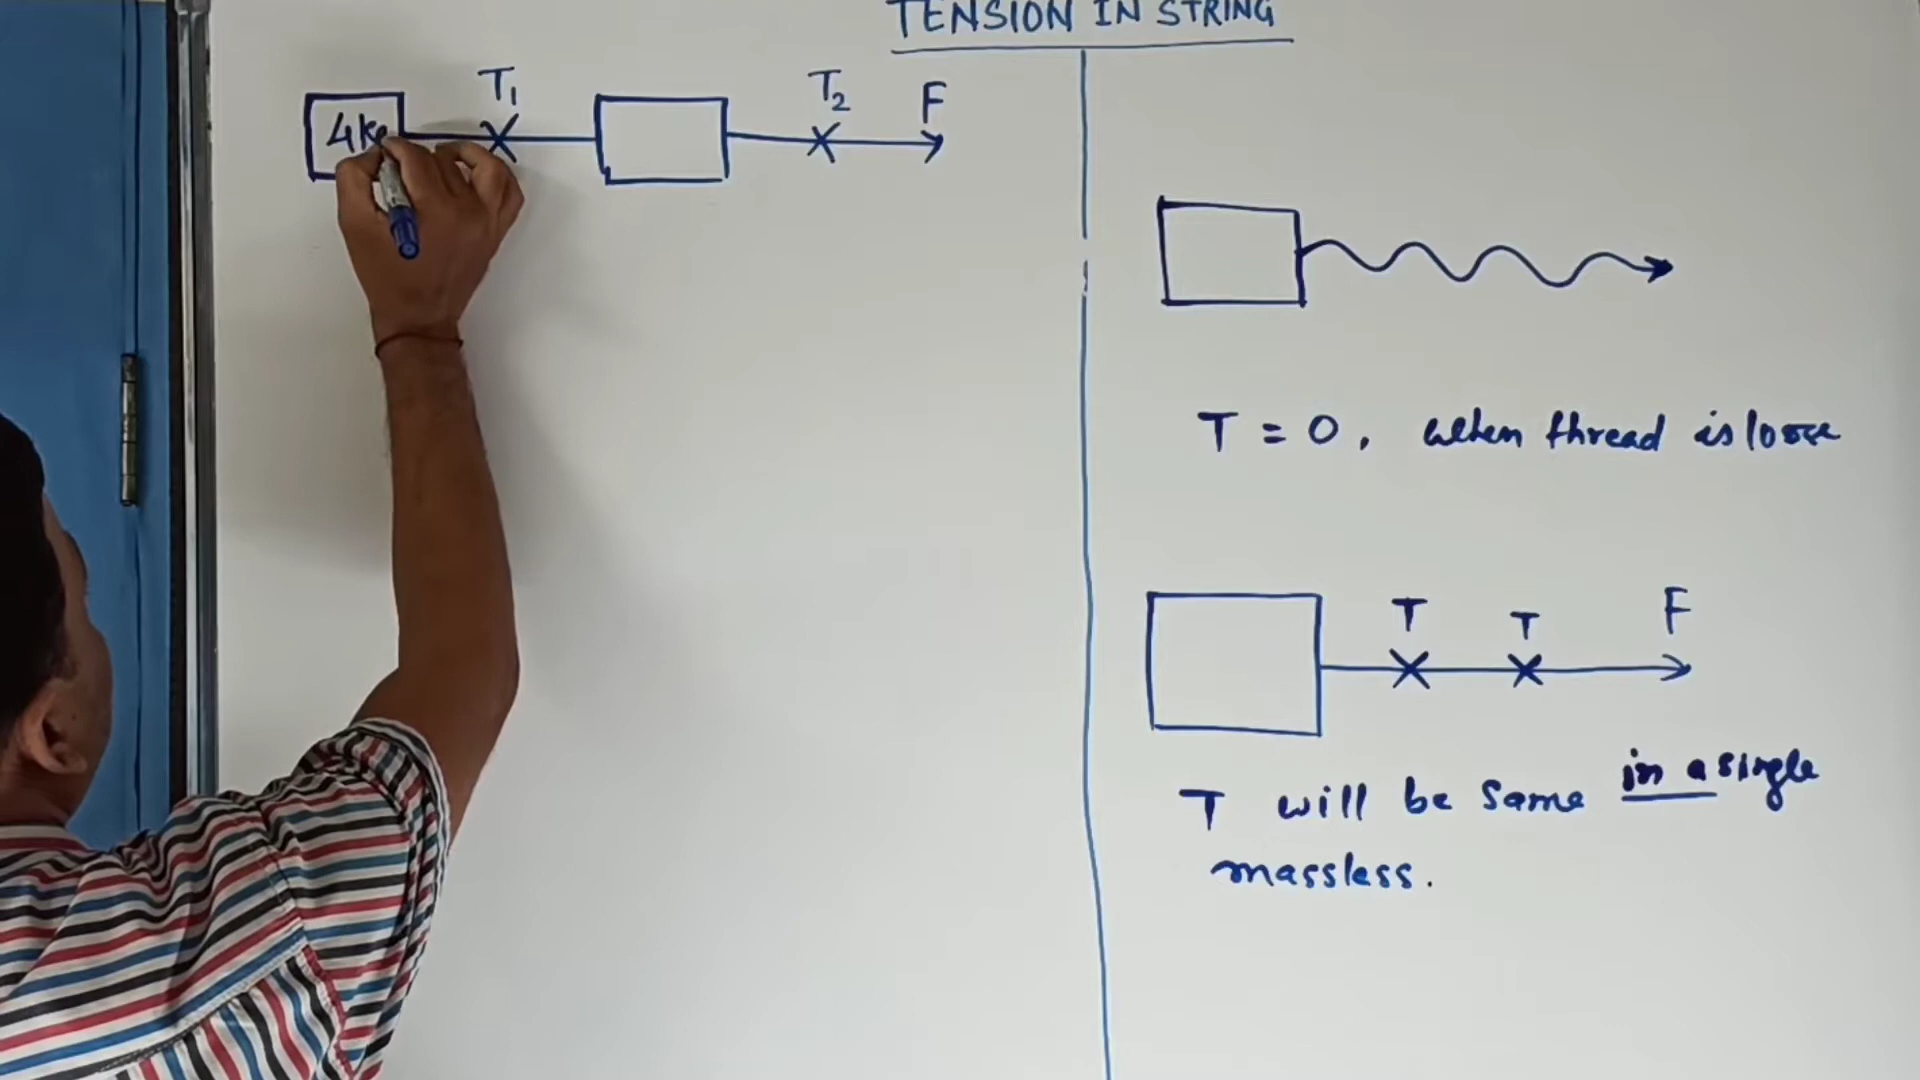 TENSION IN STRING
T1 T2 F
4kg
T = 0, when thread is loose
T T F
T will be same in a single
massless.